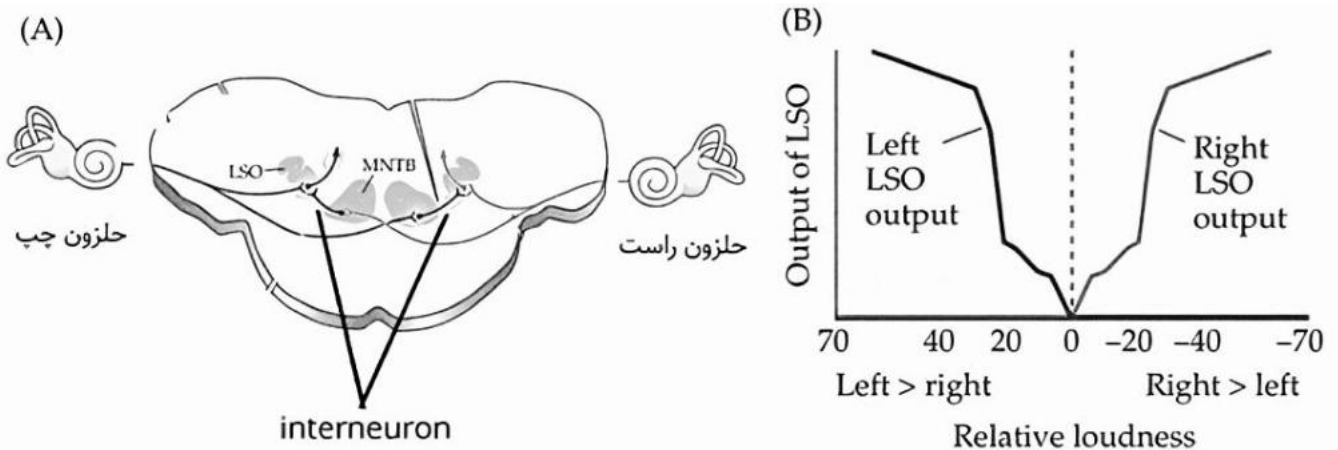 (A)
LSO
MNTB
حلزون چپ
حلزون راست
interneuron
(B)
Output of LSO
Left
LSO
output
Right
LSO
output
70 40 20 0 –20 –40 –70
Left > right Right > left
Relative loudness